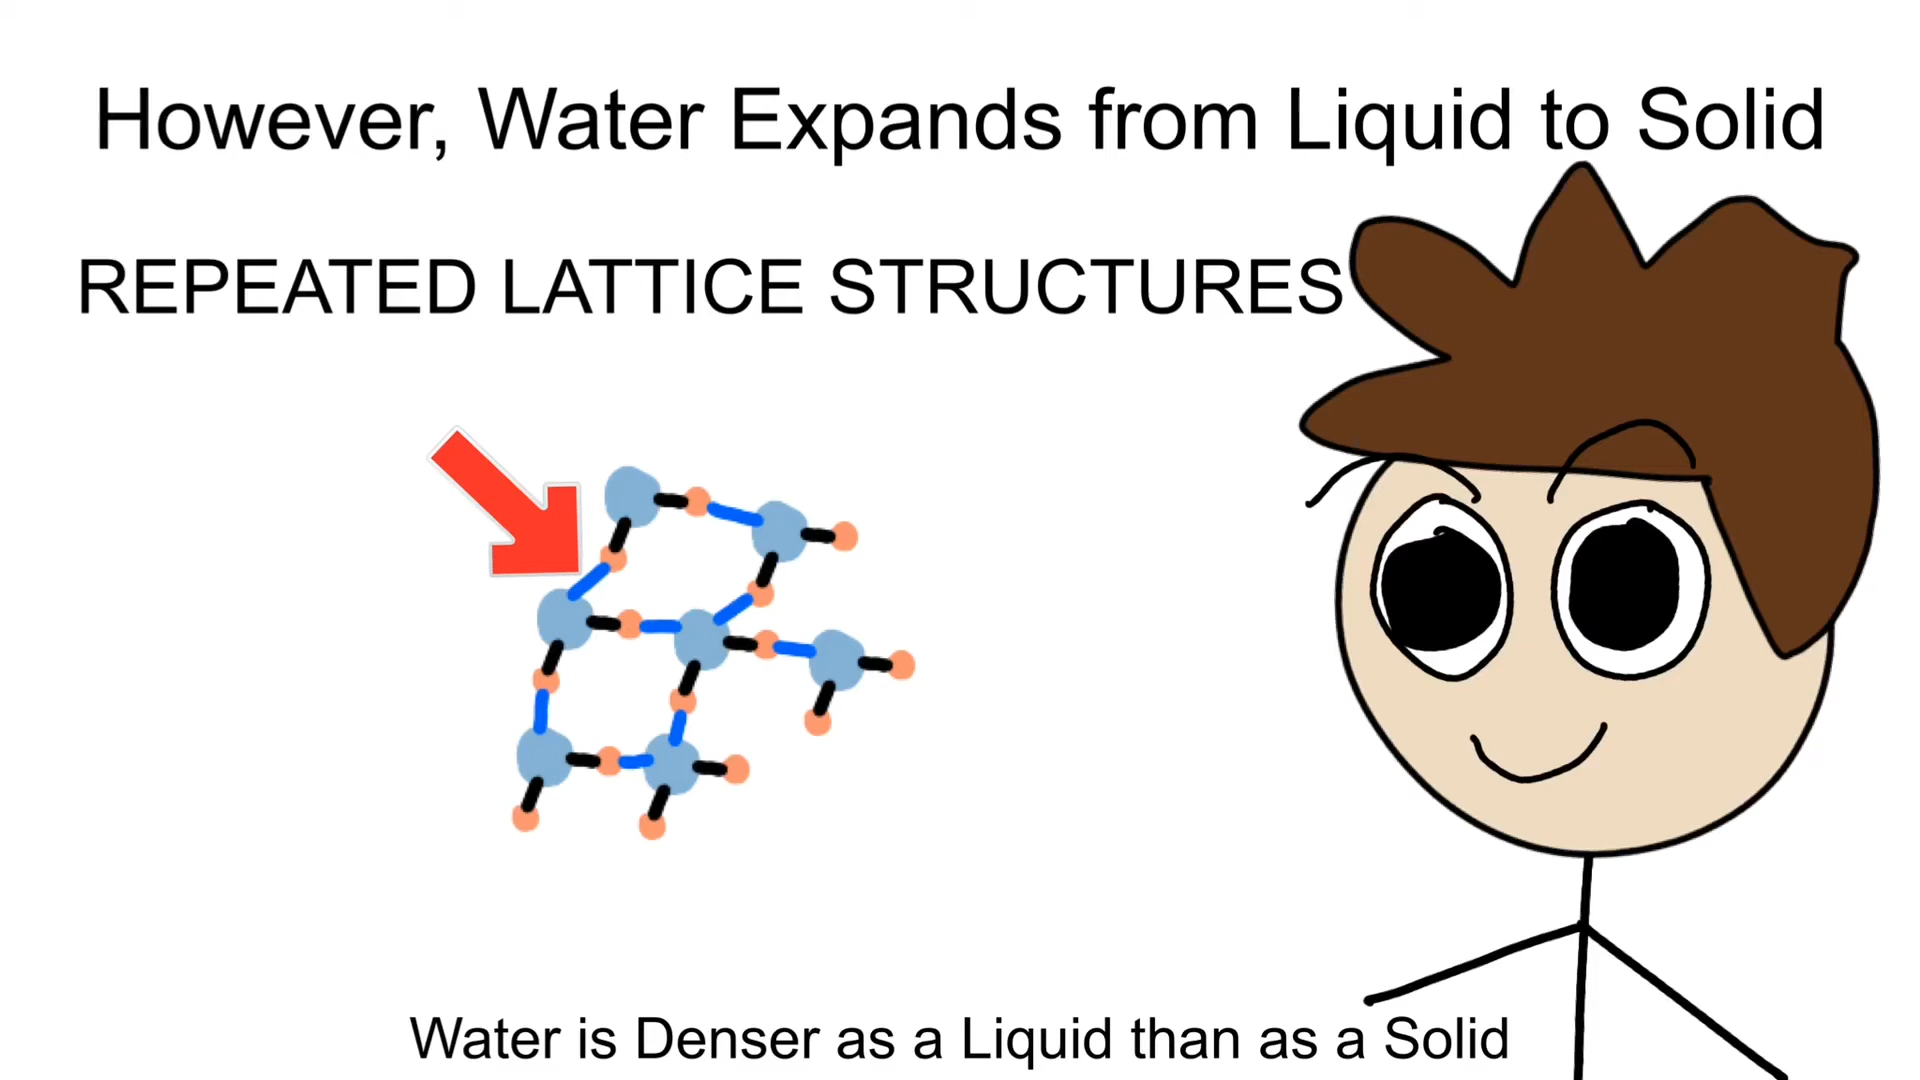 However, Water Expands from Liquid to Solid
REPEATED LATTICE STRUCTURES
Water is Denser as a Liquid than as a Solid